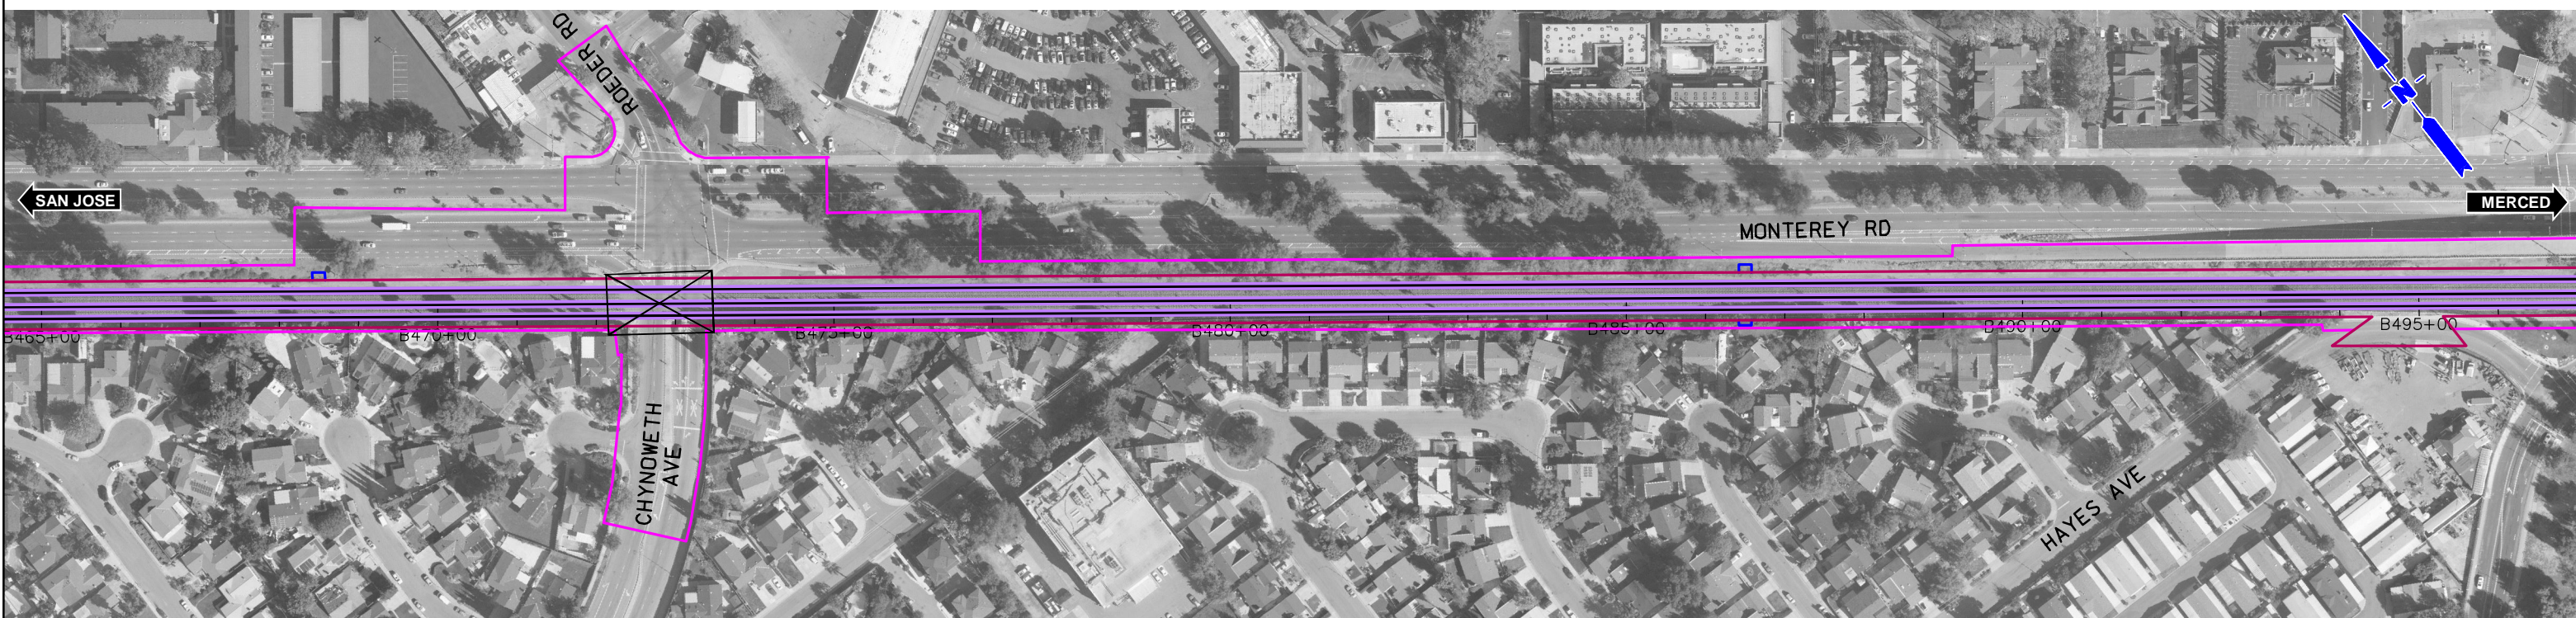 ROEDER RD
SAN JOSE
MERCED
MONTEREY RD
N
B465+00
B470+00
B475+00
B480+00
B485+00
B490+00
B495+00
CHYNOWETH
AVE
HAYES AVE